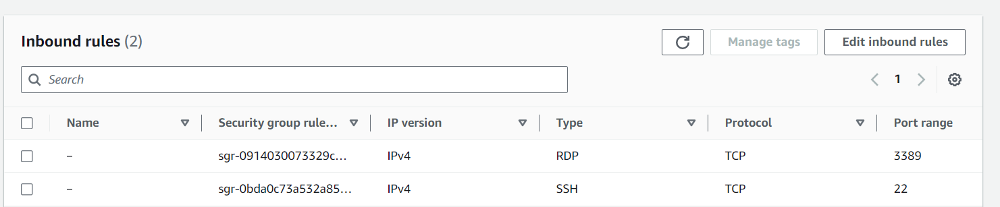 Inbound rules (2)
Manage tags
Edit inbound rules
Search
1
Name Security group rule... IP version Type Protocol Port range
– sgr-0914030073329c... IPv4 RDP TCP 3389
– sgr-0bda0c73a532a85... IPv4 SSH TCP 22